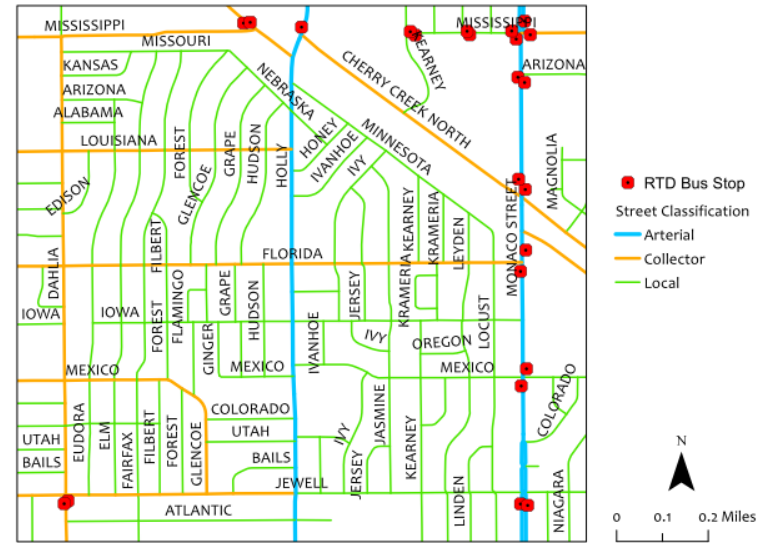 MISSISSIPPI
MISSISSIPPI
MISSOURI
KANSAS
KEARNEY
NEBRASKA
CHERRY CREEK NORTH
ARIZONA
ARIZONA
ALABAMA
LOUISIANA
FOREST
GLENCOE
GRAPE
HUDSON
HOLLY
HONEY
IVANHOE
IVY
MINNESOTA
MAGNOLIA
EDISON
FILBERT
KEARNEY
KRAMERIA
LEYDEN
MONACO STREET
FLORIDA
DAHLIA
IOWA
IOWA
FOREST
FLAMINGO
GRAPE
HUDSON
GINGER
IVANHOE
JERSEY
IVY
KRAMERIA
OREGON
LOCUST
MEXICO
MEXICO
MEXICO
COLORADO
COLORADO
UTAH
UTAH
BAILS
BAILS
EUDORA
ELM
FAIRFAX
FILBERT
FOREST
GLENCOE
JEWELL
IVY
JERSEY
JASMINE
KEARNEY
LINDEN
NIAGARA
ATLANTIC
RTD Bus Stop
Street Classification
Arterial
Collector
Local
N
0 0.1 0.2 Miles